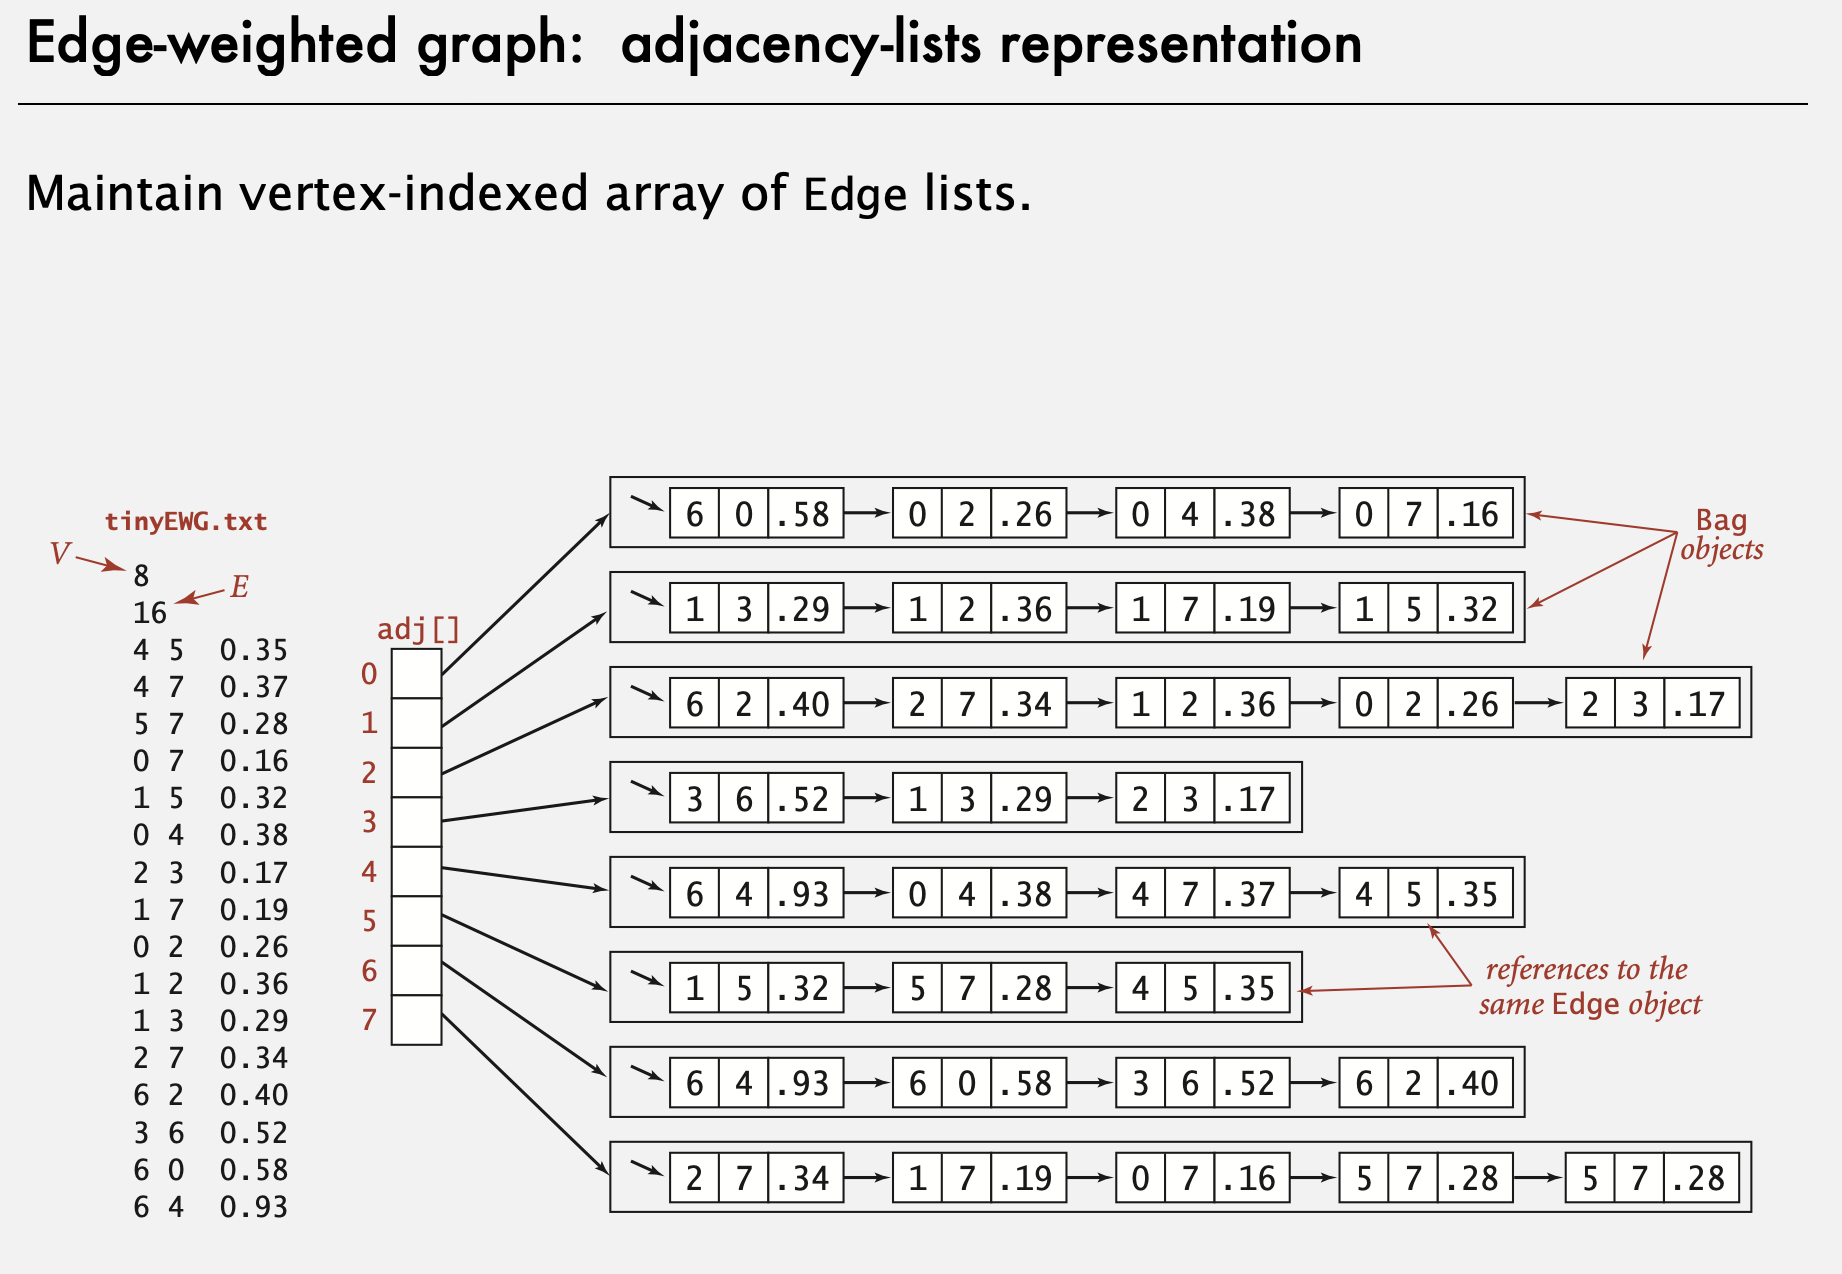 Edge-weighted graph: adjacency-lists representation
Maintain vertex-indexed array of Edge lists.
tinyEWG.txt
V
8
E
16
4 5 0.35
4 7 0.37
5 7 0.28
0 7 0.16
1 5 0.32
0 4 0.38
2 3 0.17
1 7 0.19
0 2 0.26
1 2 0.36
1 3 0.29
2 7 0.34
6 2 0.40
3 6 0.52
6 0 0.58
6 4 0.93
adj[]
0
1
2
3
4
5
6
7
6 0 .58 0 2 .26 0 4 .38 0 7 .16
1 3 .29 1 2 .36 1 7 .19 1 5 .32
6 2 .40 2 7 .34 1 2 .36 0 2 .26 2 3 .17
3 6 .52 1 3 .29 2 3 .17
6 4 .93 0 4 .38 4 7 .37 4 5 .35
1 5 .32 5 7 .28 4 5 .35
6 4 .93 6 0 .58 3 6 .52 6 2 .40
2 7 .34 1 7 .19 0 7 .16 5 7 .28 5 7 .28
Bag
objects
references to the
same Edge object